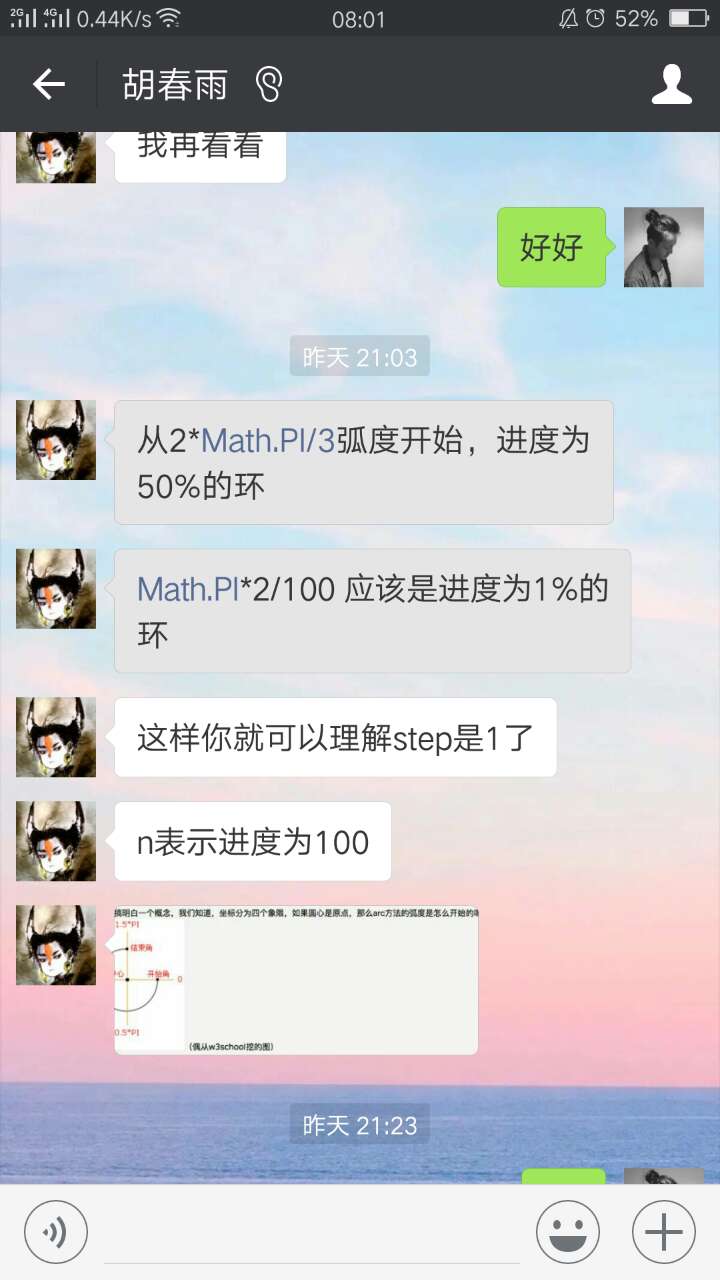 2G 4G 0.44K/s 08:01 52%
胡春雨
我再看看
好好
昨天 21:03
从2*Math.PI/3弧度开始，进度为
50%的环
Math.PI*2/100 应该是进度为1%的
环
这样你就可以理解step是1了
n表示进度为100
搞明白一个概念，我们知道，坐标分为四个象限，如果圆心是原点，那么arc方法的弧度是怎么开始的
1.5*PI
结束角
中心 开始角 0
0.5*PI
(偶从w3school挖的图)
昨天 21:23